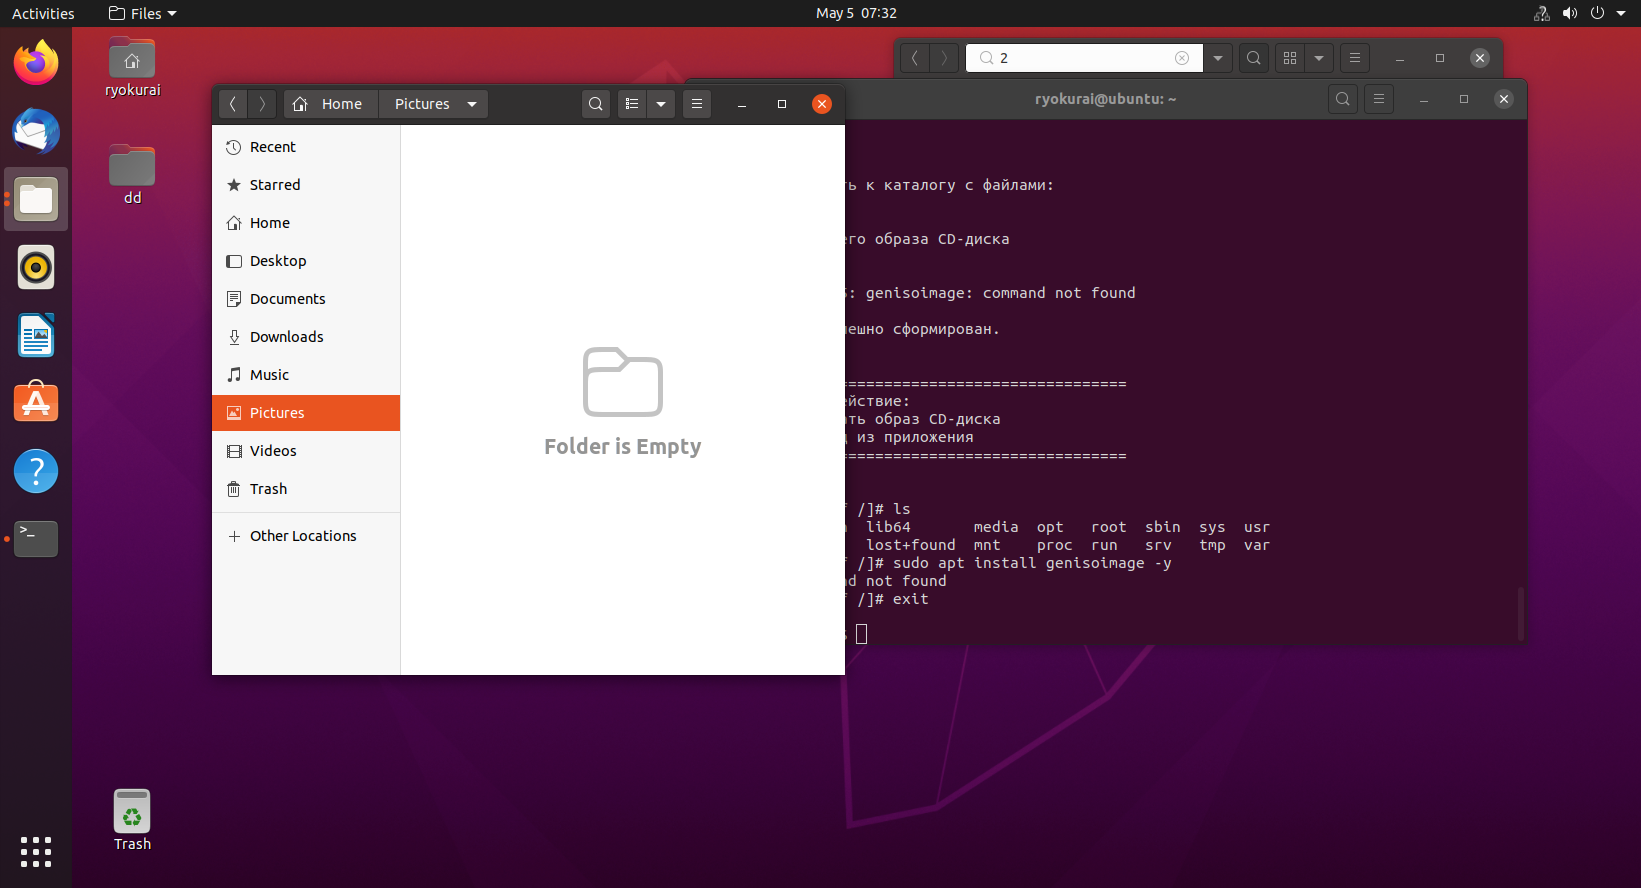 Activities
Files
May 5 07:32
ryokurai
dd
Trash
2
Home
Pictures
Recent
Starred
Home
Desktop
Documents
Downloads
Music
Pictures
Videos
Trash
+ Other Locations
Folder is Empty
ryokurai@ubuntu: ~
ь к каталогу с файлами:
его образа CD-диска
: genisoimage: command not found
ешно сформирован.
===============================
ействие:
ть образ CD-диска
из приложения
===============================
/]# ls
lib64 media opt root sbin sys usr
lost+found mnt proc run srv tmp var
/]# sudo apt install genisoimage -y
d not found
/]# exit
>_
?